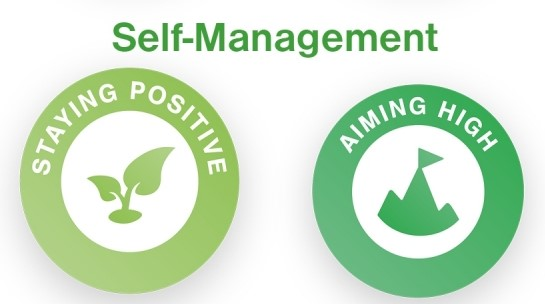 Self-Management
STAYING POSITIVE
AIMING HIGH